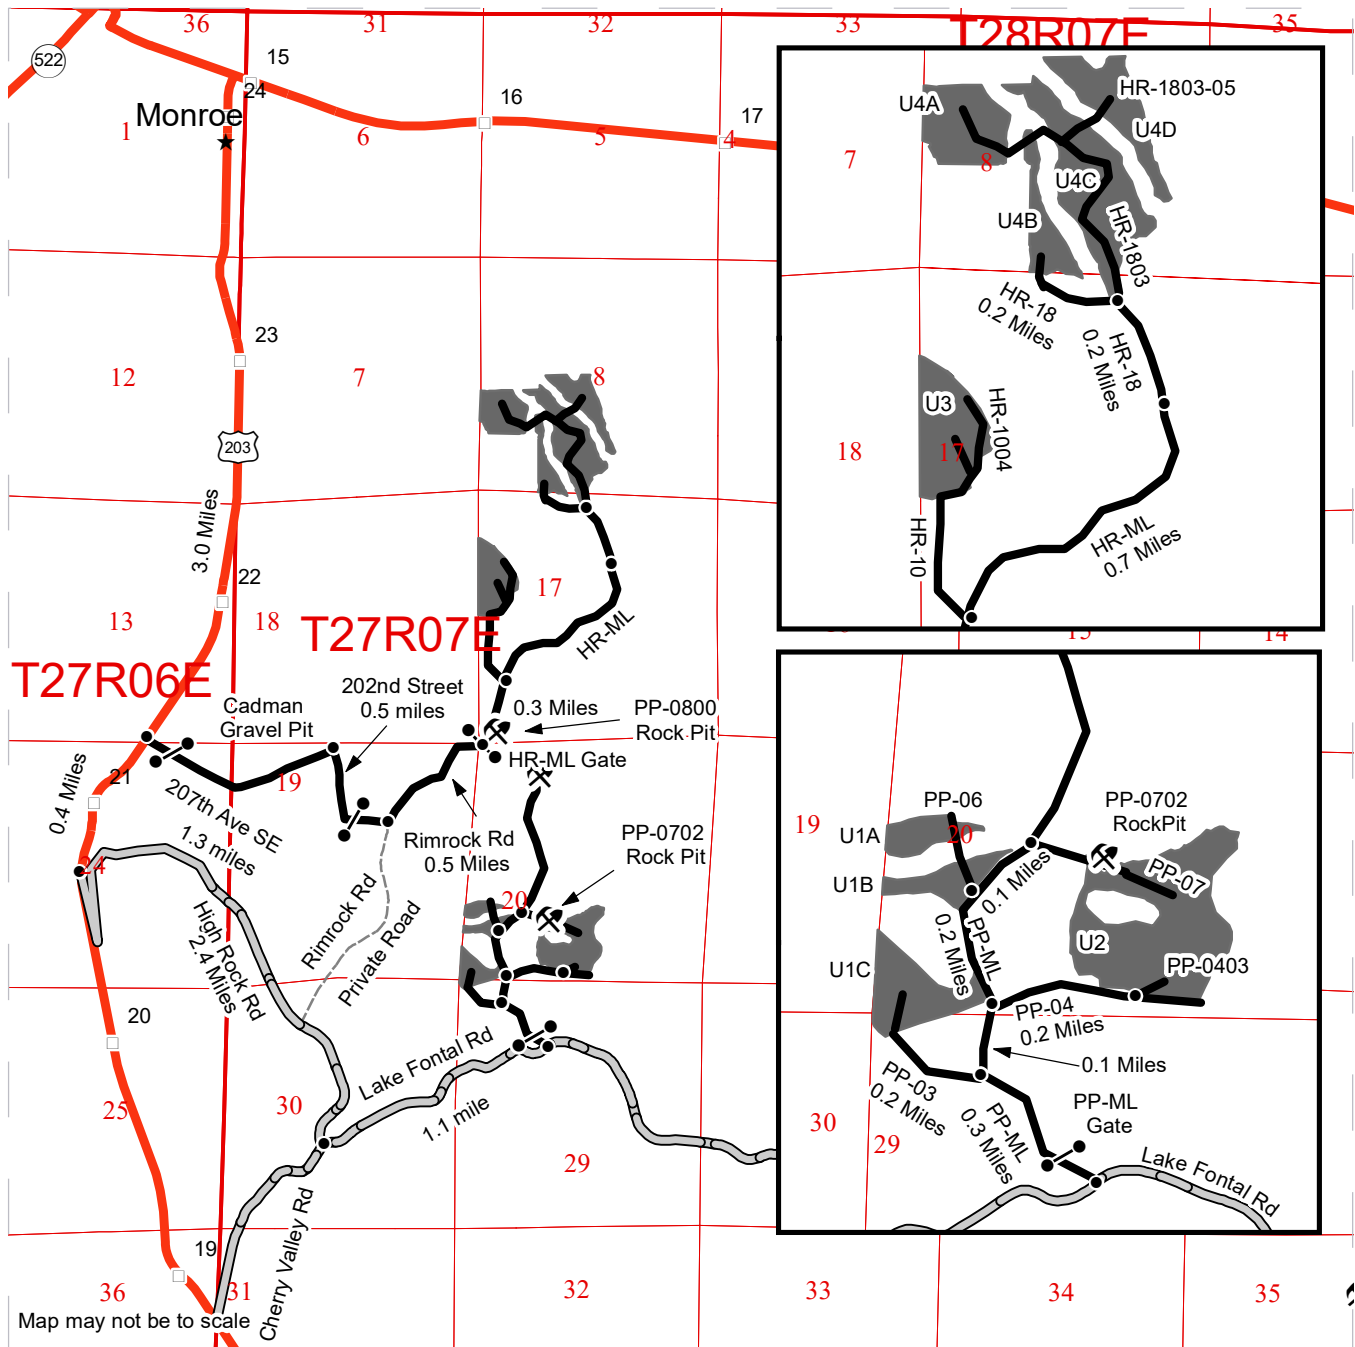 36
31
32
33
T28R07E
35
522
15
24
Monroe
1
16
6
5
17
4
23
12
7
8
203
3.0 Miles
22
13
18
17
T27R07E
T27R06E
HR-ML
Cadman
Gravel Pit
202nd Street
0.5 miles
0.3 Miles
PP-0800
Rock Pit
HR-ML Gate
0.4 Miles
21
19
207th Ave SE
1.3 miles
Rimrock Rd
0.5 Miles
PP-0702
Rock Pit
24
20
High Rock Rd
2.4 Miles
Rimrock Rd
Private Road
20
25
30
Lake Fontal Rd
1.1 mile
29
19
36
31
Cherry Valley Rd
32
33
34
35
Map may not be to scale
U4A
HR-1803-05
U4D
7
8
U4C
U4B
HR-1803
HR-18
0.2 Miles
HR-18
0.2 Miles
U3
HR-1004
18
17
HR-10
HR-ML
0.7 Miles
15
14
PP-06
19
20
U1A
PP-0702
RockPit
U1B
0.1 Miles
PP-07
PP-ML
0.2 Miles
U2
U1C
PP-0403
PP-04
0.2 Miles
0.1 Miles
PP-03
0.2 Miles
PP-ML
0.3 Miles
PP-ML
Gate
30
29
Lake Fontal Rd